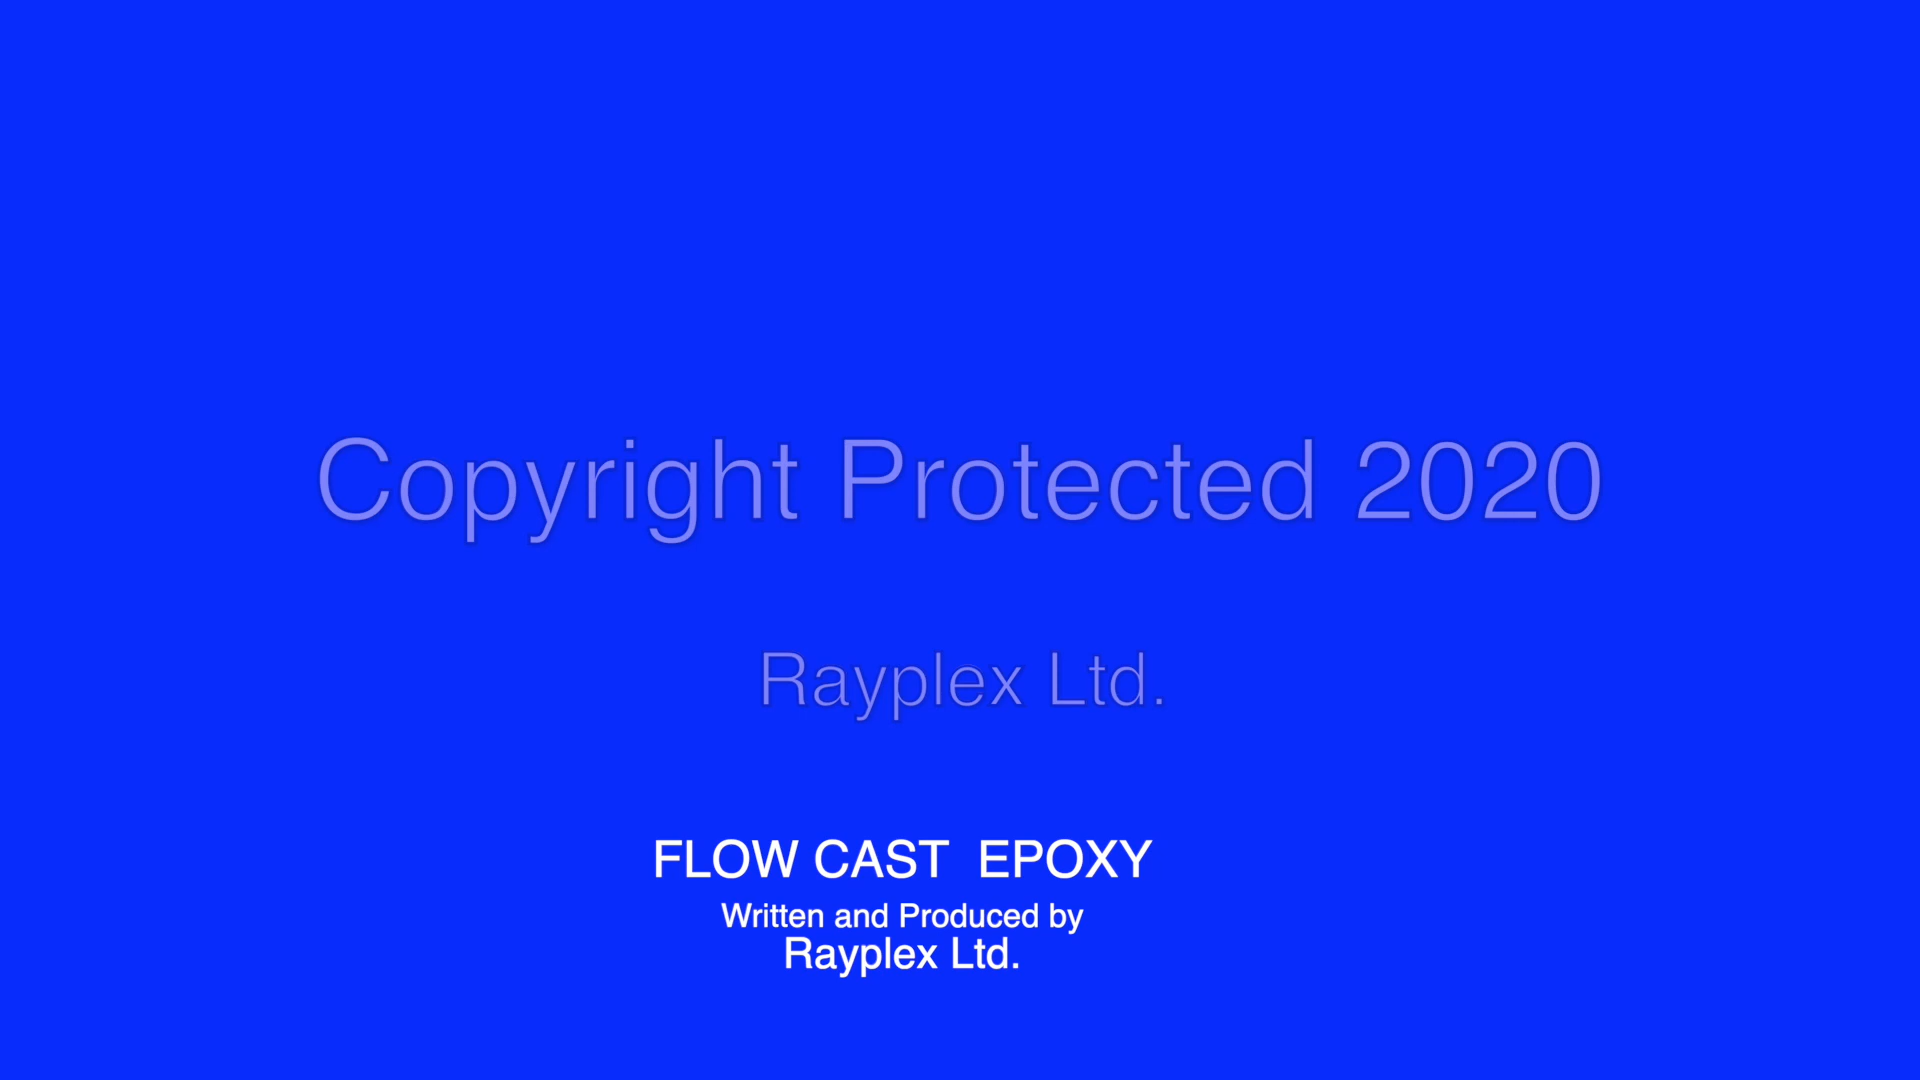 Copyright Protected 2020
Rayplex Ltd.
FLOW CAST  EPOXY
Written and Produced by
Rayplex Ltd.